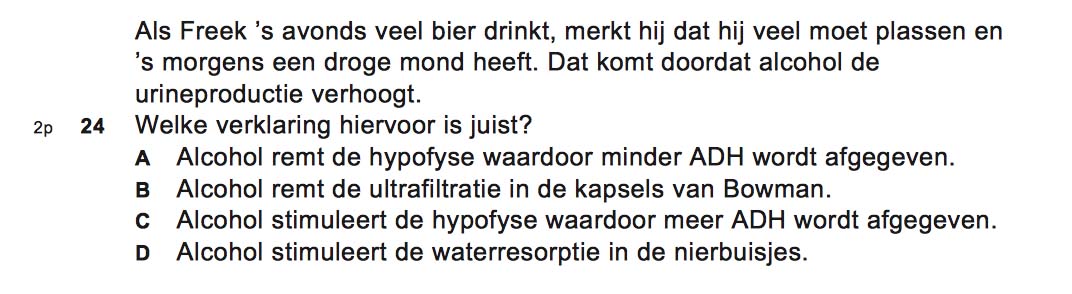 Als Freek ’s avonds veel bier drinkt, merkt hij dat hij veel moet plassen en
’s morgens een droge mond heeft. Dat komt doordat alcohol de
urineproductie verhoogt.
2p 24 Welke verklaring hiervoor is juist?
A Alcohol remt de hypofyse waardoor minder ADH wordt afgegeven.
B Alcohol remt de ultrafiltratie in de kapsels van Bowman.
C Alcohol stimuleert de hypofyse waardoor meer ADH wordt afgegeven.
D Alcohol stimuleert de waterresorptie in de nierbuisjes.